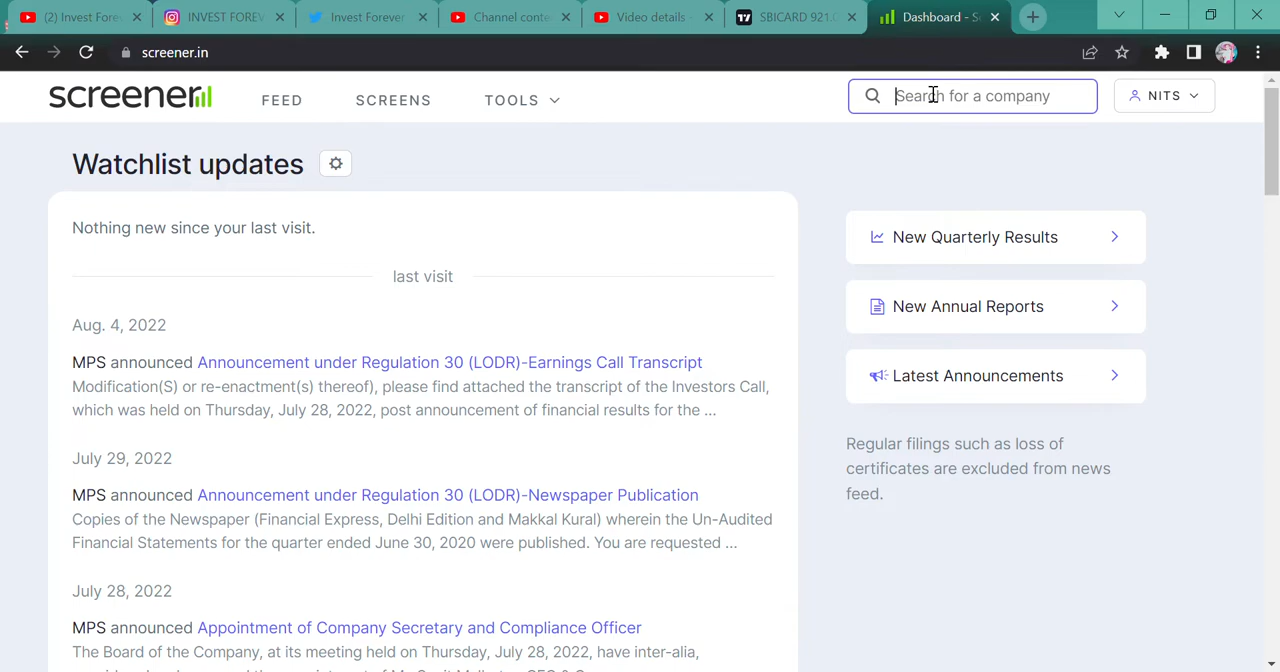 (2) Invest Forev
INVEST FOREV
Invest Forever
Channel conte
Video details -
SBICARD 921.
Dashboard - S
screener.in
screener
FEED
SCREENS
TOOLS
Search for a company
NITS
Watchlist updates
Nothing new since your last visit.
last visit
Aug. 4, 2022
MPS announced Announcement under Regulation 30 (LODR)-Earnings Call Transcript
Modification(S) or re-enactment(s) thereof), please find attached the transcript of the Investors Call,
which was held on Thursday, July 28, 2022, post announcement of financial results for the ...
July 29, 2022
MPS announced Announcement under Regulation 30 (LODR)-Newspaper Publication
Copies of the Newspaper (Financial Express, Delhi Edition and Makkal Kural) wherein the Un-Audited
Financial Statements for the quarter ended June 30, 2020 were published. You are requested ...
July 28, 2022
MPS announced Appointment of Company Secretary and Compliance Officer
The Board of the Company, at its meeting held on Thursday, July 28, 2022, have inter-alia,
New Quarterly Results
New Annual Reports
Latest Announcements
Regular filings such as loss of
certificates are excluded from news
feed.